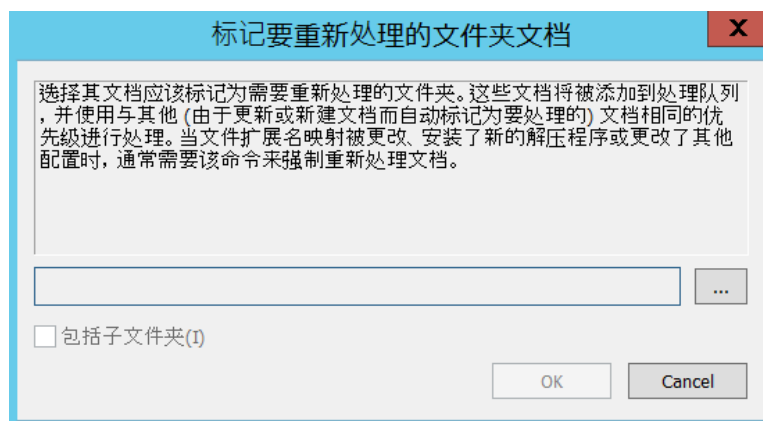 标记要重新处理的文件夹文档
X
选择其文档应该标记为需要重新处理的文件夹。这些文档将被添加到处理队列
，并使用与其他 (由于更新或新建文档而自动标记为要处理的) 文档相同的优
先级进行处理。当文件扩展名映射被更改、安装了新的解压程序或更改了其他
配置时，通常需要该命令来强制重新处理文档。
...
包括子文件夹(I)
OK
Cancel